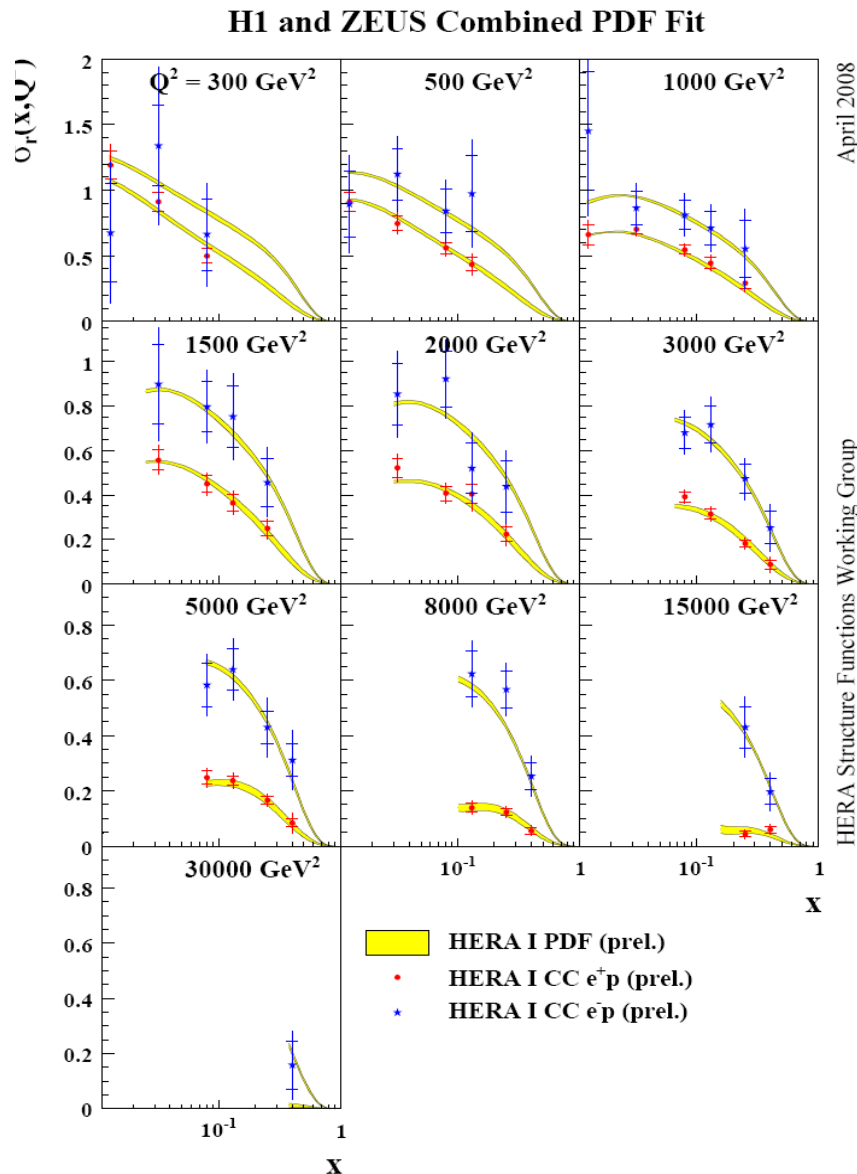 H1 and ZEUS Combined PDF Fit
σr(x,Q²)
April 2008
HERA Structure Functions Working Group
Q² = 300 GeV²
500 GeV²
1000 GeV²
2
1.5
1
0.5
0
1500 GeV²
2000 GeV²
3000 GeV²
1
0.8
0.6
0.4
0.2
0
5000 GeV²
8000 GeV²
15000 GeV²
0.8
0.6
0.4
0.2
0
10⁻¹
1
10⁻¹
1
x
30000 GeV²
0.8
0.6
0.4
0.2
0
10⁻¹
1
x
HERA I PDF (prel.)
HERA I CC e⁺p (prel.)
HERA I CC e⁻p (prel.)